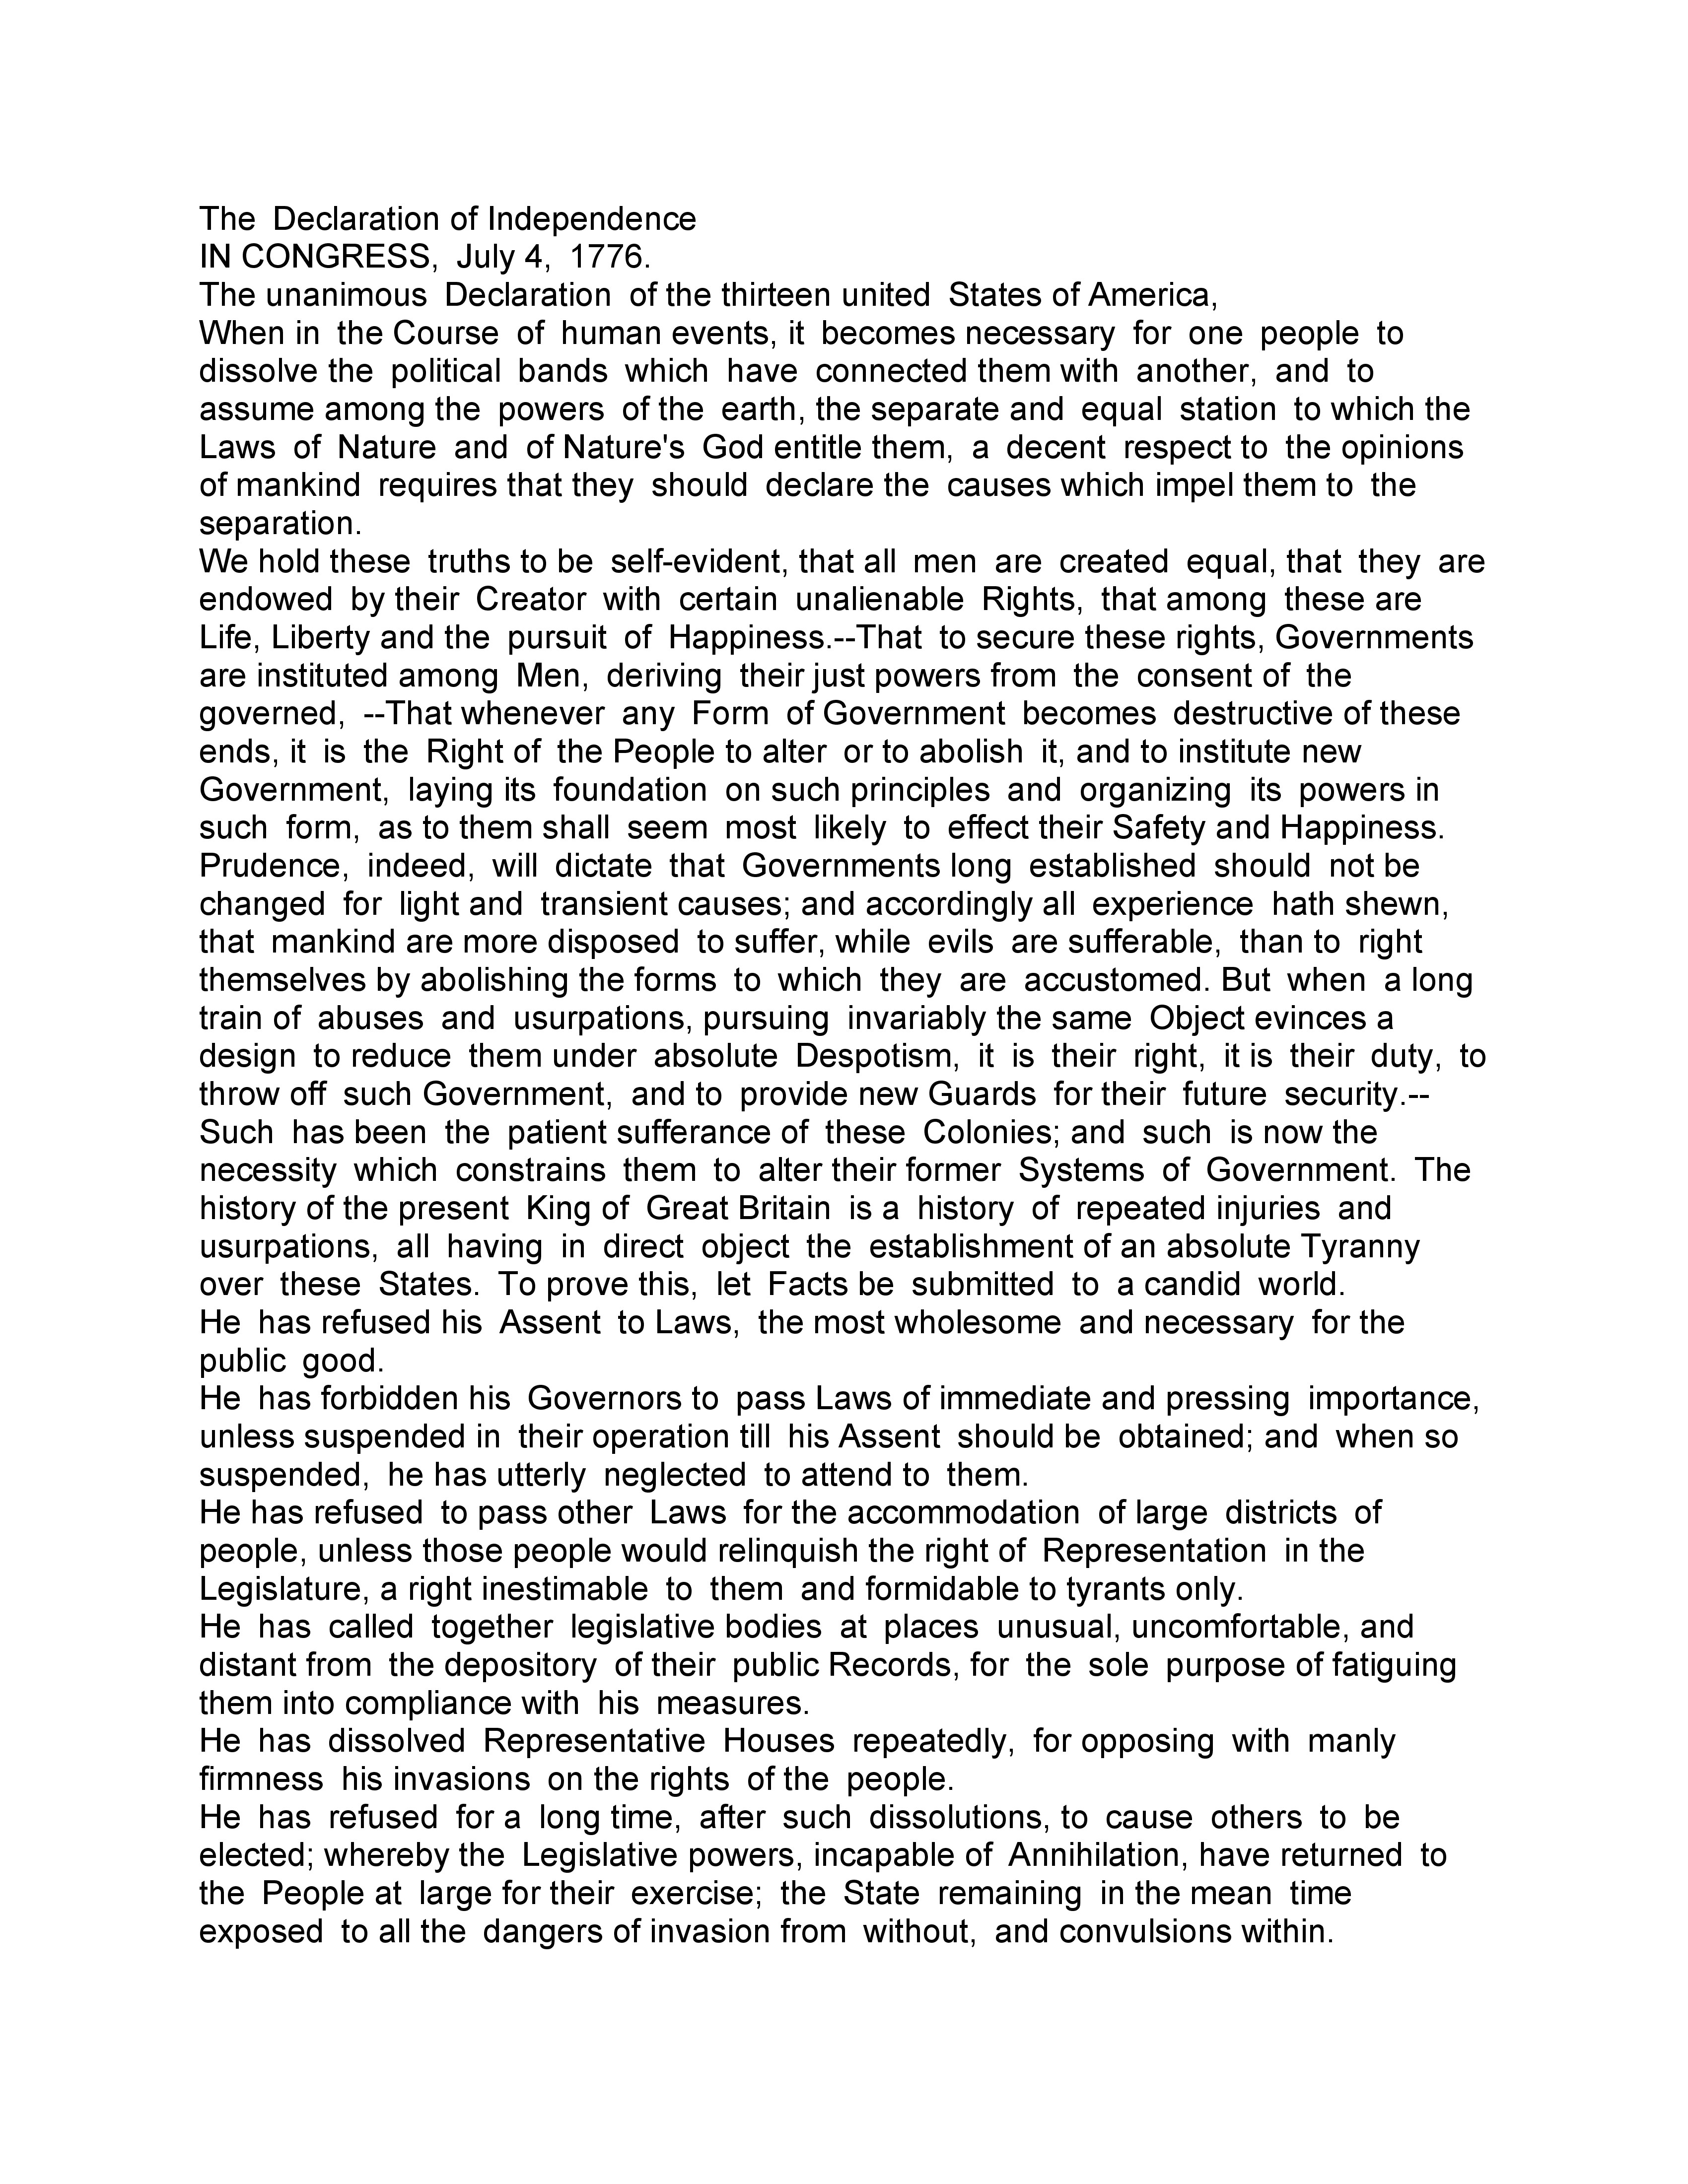 The Declaration of Independence
IN CONGRESS, July 4, 1776.
The unanimous Declaration of the thirteen united States of America,
When in the Course of human events, it becomes necessary for one people to
dissolve the political bands which have connected them with another, and to
assume among the powers of the earth, the separate and equal station to which the
Laws of Nature and of Nature's God entitle them, a decent respect to the opinions
of mankind requires that they should declare the causes which impel them to the
separation.
We hold these truths to be self-evident, that all men are created equal, that they are
endowed by their Creator with certain unalienable Rights, that among these are
Life, Liberty and the pursuit of Happiness.--That to secure these rights, Governments
are instituted among Men, deriving their just powers from the consent of the
governed, --That whenever any Form of Government becomes destructive of these
ends, it is the Right of the People to alter or to abolish it, and to institute new
Government, laying its foundation on such principles and organizing its powers in
such form, as to them shall seem most likely to effect their Safety and Happiness.
Prudence, indeed, will dictate that Governments long established should not be
changed for light and transient causes; and accordingly all experience hath shewn,
that mankind are more disposed to suffer, while evils are sufferable, than to right
themselves by abolishing the forms to which they are accustomed. But when a long
train of abuses and usurpations, pursuing invariably the same Object evinces a
design to reduce them under absolute Despotism, it is their right, it is their duty, to
throw off such Government, and to provide new Guards for their future security.--
Such has been the patient sufferance of these Colonies; and such is now the
necessity which constrains them to alter their former Systems of Government. The
history of the present King of Great Britain is a history of repeated injuries and
usurpations, all having in direct object the establishment of an absolute Tyranny
over these States. To prove this, let Facts be submitted to a candid world.
He has refused his Assent to Laws, the most wholesome and necessary for the
public good.
He has forbidden his Governors to pass Laws of immediate and pressing importance,
unless suspended in their operation till his Assent should be obtained; and when so
suspended, he has utterly neglected to attend to them.
He has refused to pass other Laws for the accommodation of large districts of
people, unless those people would relinquish the right of Representation in the
Legislature, a right inestimable to them and formidable to tyrants only.
He has called together legislative bodies at places unusual, uncomfortable, and
distant from the depository of their public Records, for the sole purpose of fatiguing
them into compliance with his measures.
He has dissolved Representative Houses repeatedly, for opposing with manly
firmness his invasions on the rights of the people.
He has refused for a long time, after such dissolutions, to cause others to be
elected; whereby the Legislative powers, incapable of Annihilation, have returned to
the People at large for their exercise; the State remaining in the mean time
exposed to all the dangers of invasion from without, and convulsions within.